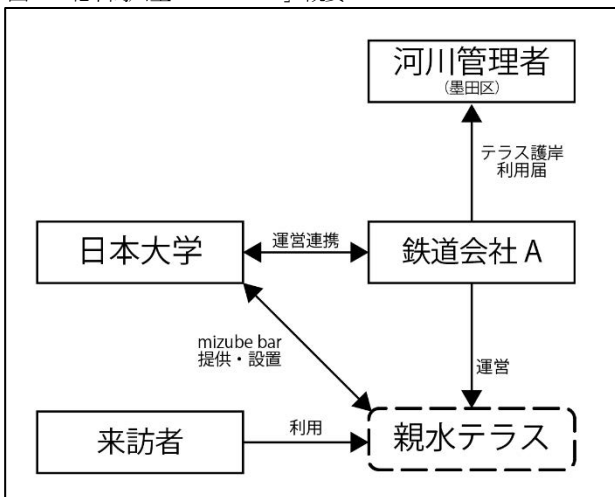 河川管理者
(墨田区)
テラス護岸
利用届
日本大学
運営連携
鉄道会社 A
mizube bar
提供・設置
運営
来訪者
利用
親水テラス